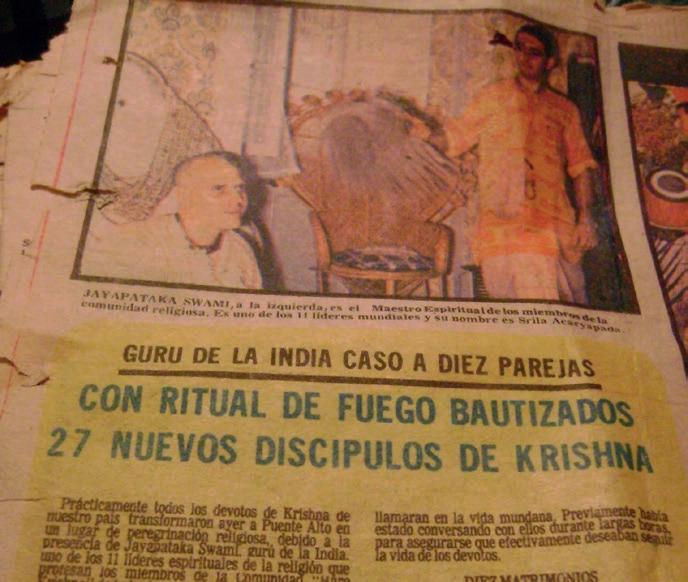 JAYAPATAKA SWAMI, a la izquierda, es el Maestro Espiritual de los miembros de la
comunidad religiosa. Es uno de los 11 líderes mundiales y su nombre es Srila Acaryapada.
GURU DE LA INDIA CASO A DIEZ PAREJAS
CON RITUAL DE FUEGO BAUTIZADOS
27 NUEVOS DISCIPULOS DE KRISHNA
Prácticamente todos los devotos de Krishna de
nuestro país transformaron ayer a Puente Alto en
un lugar de peregrinación religiosa, debido a la
presencia de Jayapataka Swami, gurú de la India.
uno de los 11 líderes espirituales de la religión que
profesan los miembros de la Comunidad
llamaran en la vida mundana. Previamente había
estado conversando con ellos durante largas horas,
para asegurarse que efectivamente deseaban seguir
la vida de los devotos.
DIEZ MATRIMONIOS